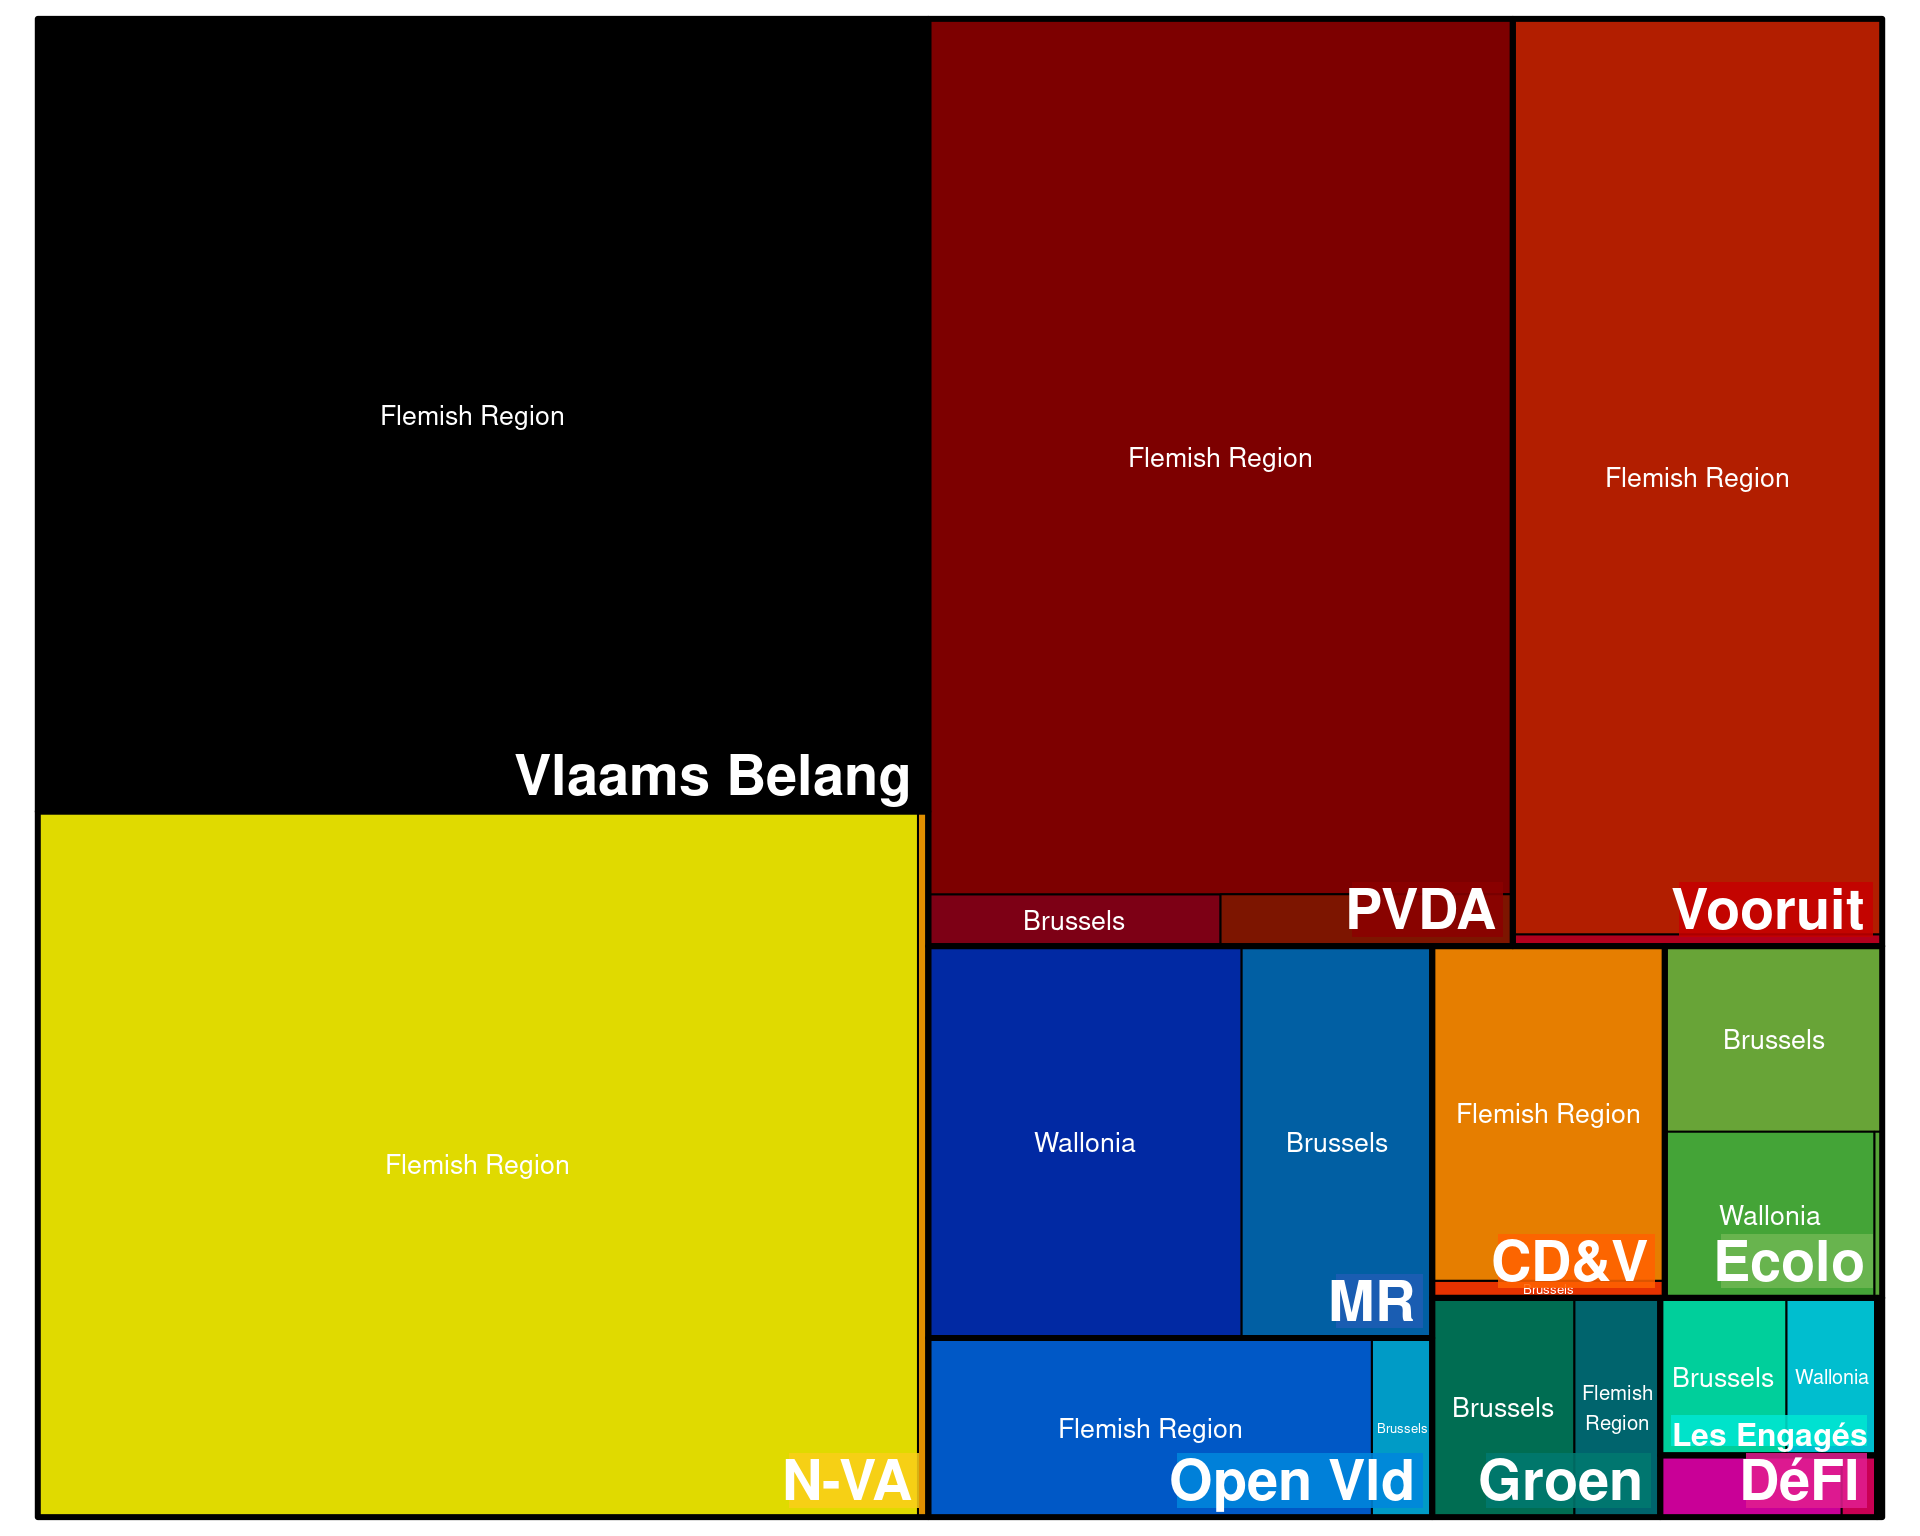 Flemish Region
Vlaams Belang
Flemish Region
N-VA
Flemish Region
Brussels
PVDA
Flemish Region
Vooruit
Wallonia
Brussels
MR
Flemish Region
Brussels
Open Vld
Flemish Region
CD&V
Brussels
Brussels
Wallonia
Ecolo
Brussels
Flemish
Region
Groen
Brussels
Wallonia
Les Engagés
DéFI